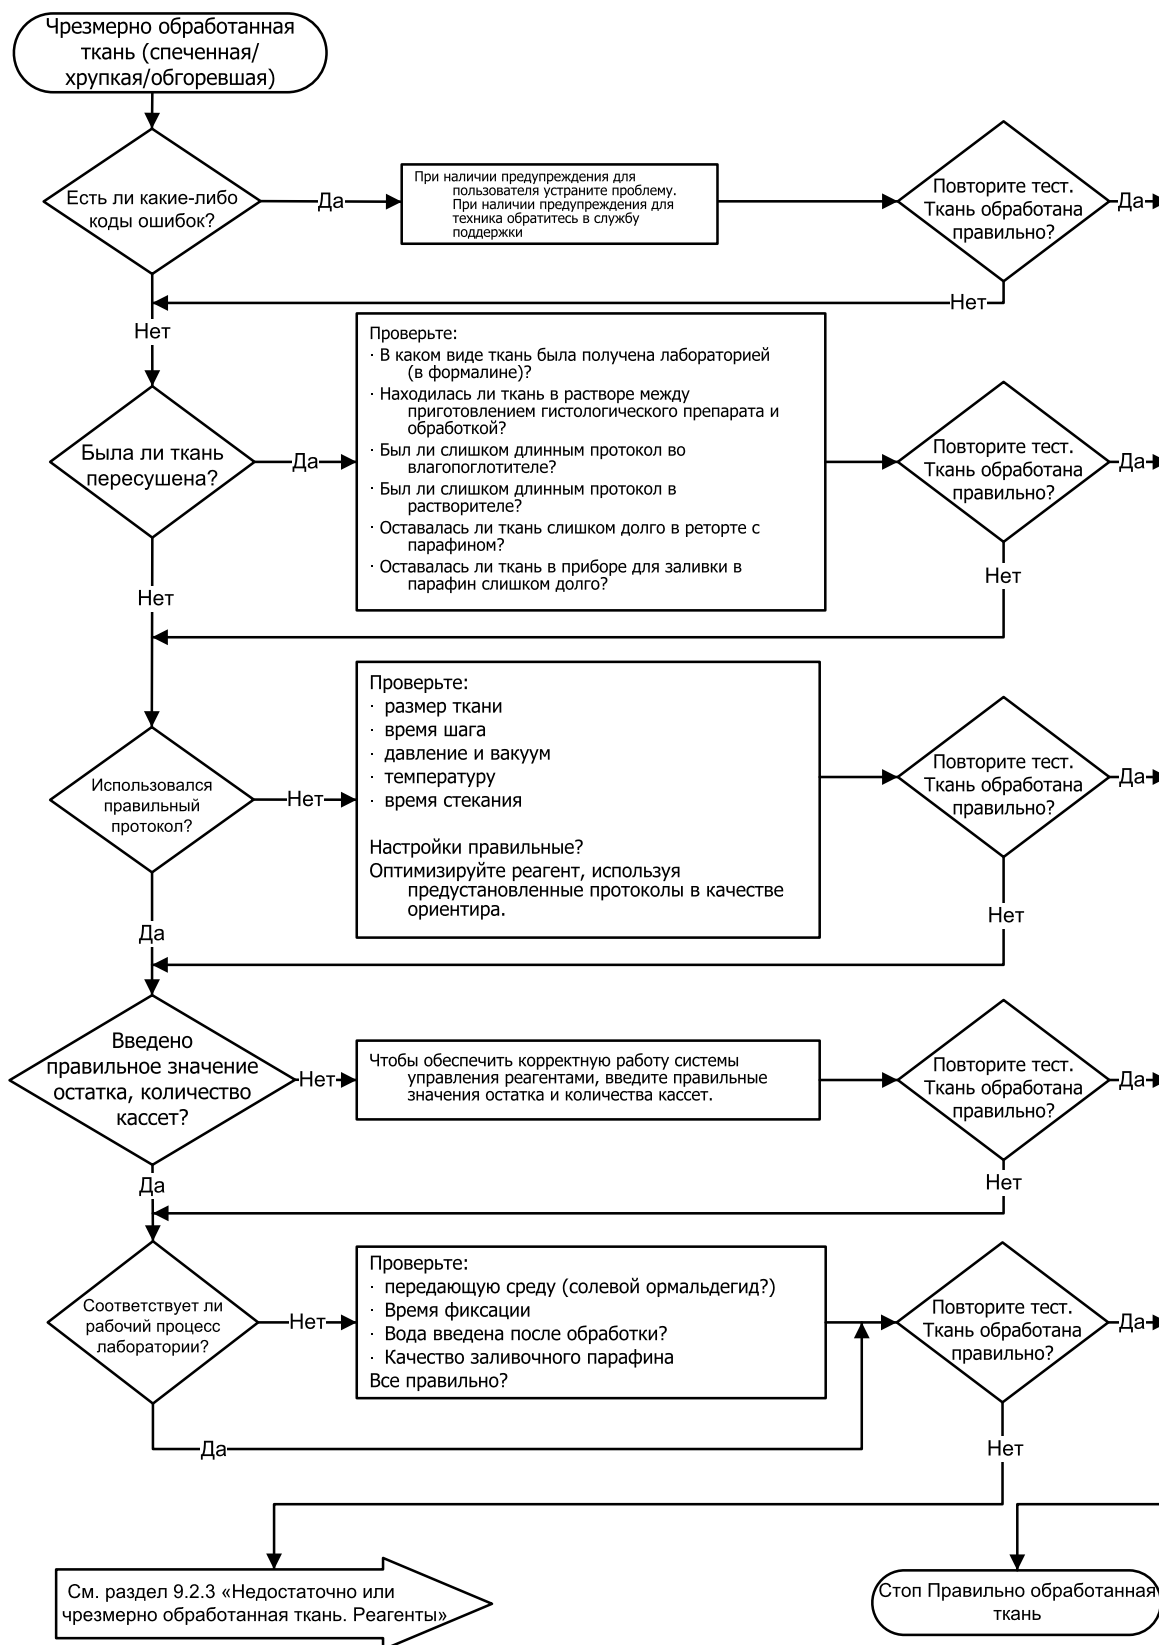 Чрезмерно обработанная
ткань (спеченная/
хрупкая/обгоревшая)
Есть ли какие-либо
коды ошибок?
Да
При наличии предупреждения для
пользователя устраните проблему.
При наличии предупреждения для
техника обратитесь в службу
поддержки
Повторите тест.
Ткань обработана
правильно?
Да
Нет
Нет
Была ли ткань
пересушена?
Да
Проверьте:
· В каком виде ткань была получена лабораторией
(в формалине)?
· Находилась ли ткань в растворе между
приготовлением гистологического препарата и
обработкой?
· Был ли слишком длинным протокол во
влагопоглотителе?
· Был ли слишком длинным протокол в
растворителе?
· Оставалась ли ткань слишком долго в реторте с
парафином?
· Оставалась ли ткань в приборе для заливки в
парафин слишком долго?
Повторите тест.
Ткань обработана
правильно?
Да
Нет
Нет
Использовался
правильный
протокол?
Нет
Проверьте:
· размер ткани
· время шага
· давление и вакуум
· температуру
· время стекания
Настройки правильные?
Оптимизируйте реагент, используя
предустановленные протоколы в качестве
ориентира.
Повторите тест.
Ткань обработана
правильно?
Да
Нет
Да
Введено
правильное значение
остатка, количество
кассет?
Нет
Чтобы обеспечить корректную работу системы
управления реагентами, введите правильные
значения остатка и количества кассет.
Повторите тест.
Ткань обработана
правильно?
Да
Нет
Да
Соответствует ли
рабочий процесс
лаборатории?
Нет
Проверьте:
· передающую среду (солевой ормальдегид?)
· Время фиксации
· Вода введена после обработки?
· Качество заливочного парафина
Все правильно?
Повторите тест.
Ткань обработана
правильно?
Да
Да
Нет
См. раздел 9.2.3 «Недостаточно или
чрезмерно обработанная ткань. Реагенты»
Стоп Правильно обработанная
ткань